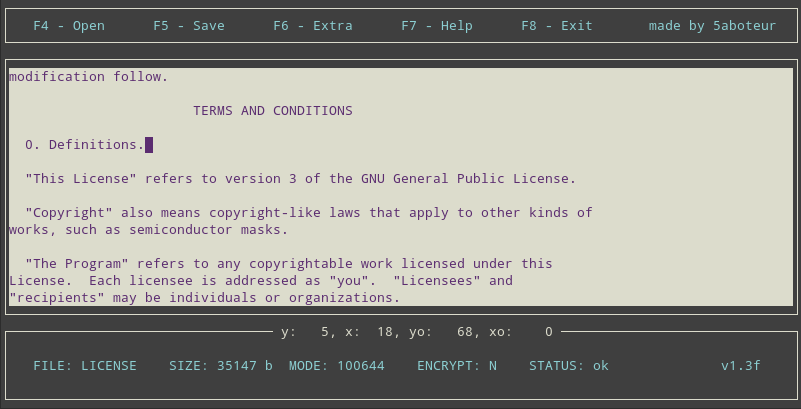 F4 - Open F5 - Save F6 - Extra F7 - Help F8 - Exit made by 5aboteur
modification follow.
TERMS AND CONDITIONS
0. Definitions.
"This License" refers to version 3 of the GNU General Public License.
"Copyright" also means copyright-like laws that apply to other kinds of
works, such as semiconductor masks.
"The Program" refers to any copyrightable work licensed under this
License.  Each licensee is addressed as "you".  "Licensees" and
"recipients" may be individuals or organizations.
y: 5, x: 18, yo: 68, xo: 0
FILE: LICENSE SIZE: 35147 b MODE: 100644 ENCRYPT: N STATUS: ok v1.3f